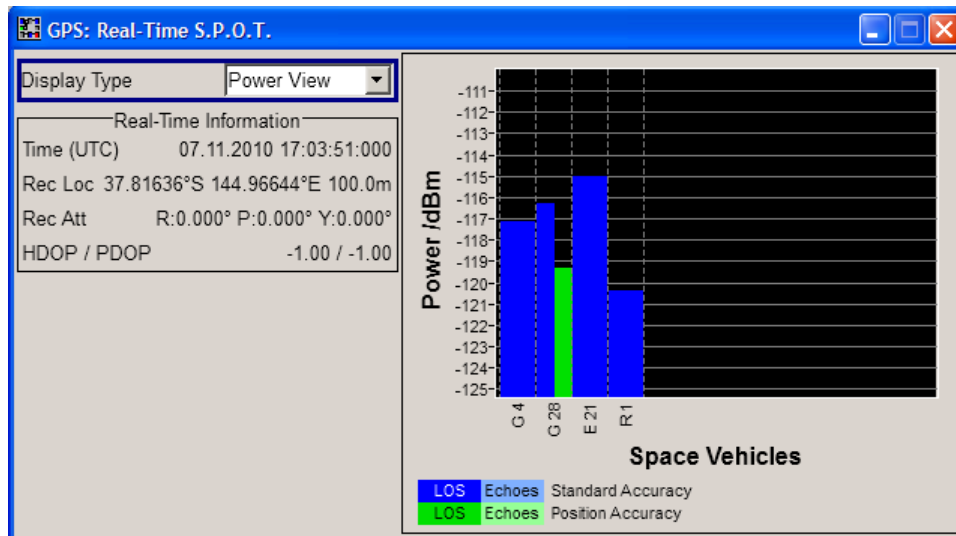 GPS: Real-Time S.P.O.T.
Display Type Power View
Real-Time Information
Time (UTC) 07.11.2010 17:03:51:000
Rec Loc 37.81636°S 144.96644°E 100.0m
Rec Att R:0.000° P:0.000° Y:0.000°
HDOP / PDOP -1.00 / -1.00
Power /dBm
-111
-112
-113
-114
-115
-116
-117
-118
-119
-120
-121
-122
-123
-124
-125
G 4 G 28 E 21 R 1
Space Vehicles
LOS Echoes Standard Accuracy
LOS Echoes Position Accuracy